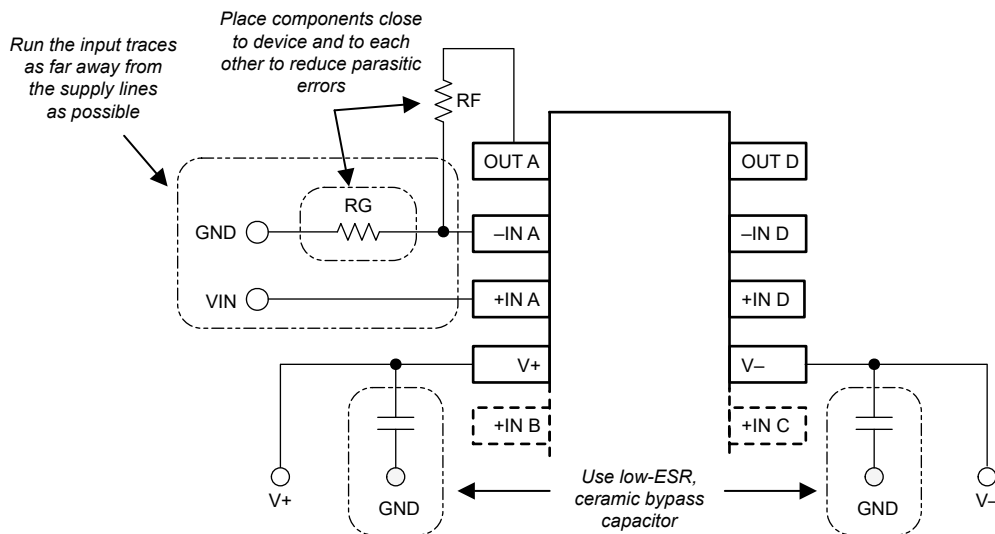 Place components close
to device and to each
other to reduce parasitic
errors
Run the input traces
as far away from
the supply lines
as possible
RF
OUT A
OUT D
RG
GND
–IN A
–IN D
VIN
+IN A
+IN D
V+
V–
+IN B
+IN C
V+
GND
Use low-ESR,
ceramic bypass
capacitor
GND
V–